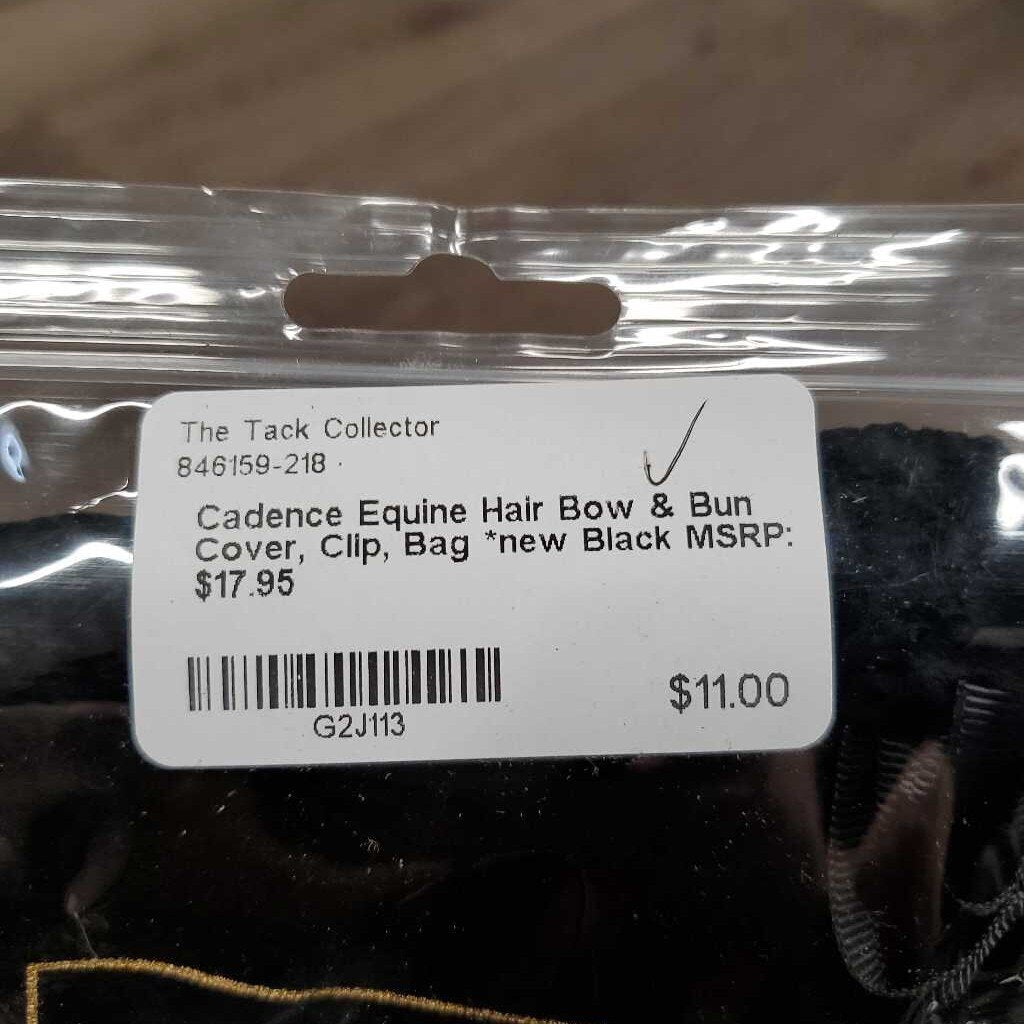 The Tack Collector
846159-218
Cadence Equine Hair Bow & Bun
Cover, Clip, Bag *new Black MSRP:
$17.95
G2J113
$11.00